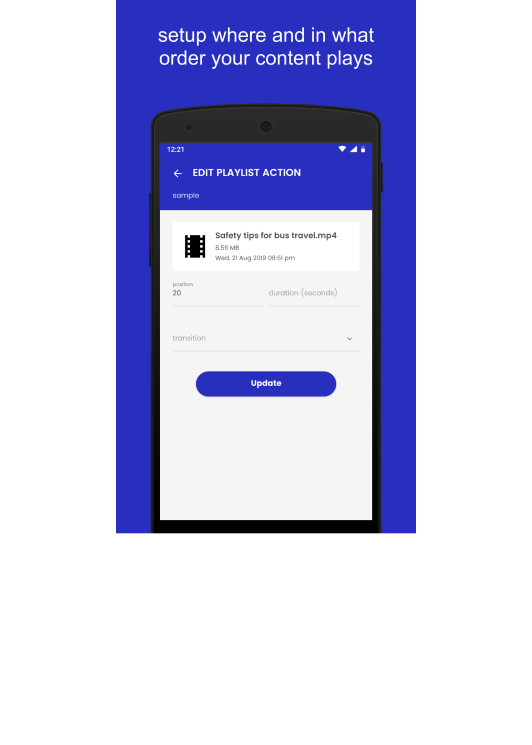 setup where and in what
order your content plays
12:21
EDIT PLAYLIST ACTION
sample
Safety tips for bus travel.mp4
8.59 MB
Wed, 21 Aug 2019 08:51 pm
position
20
duration (seconds)
transition
Update